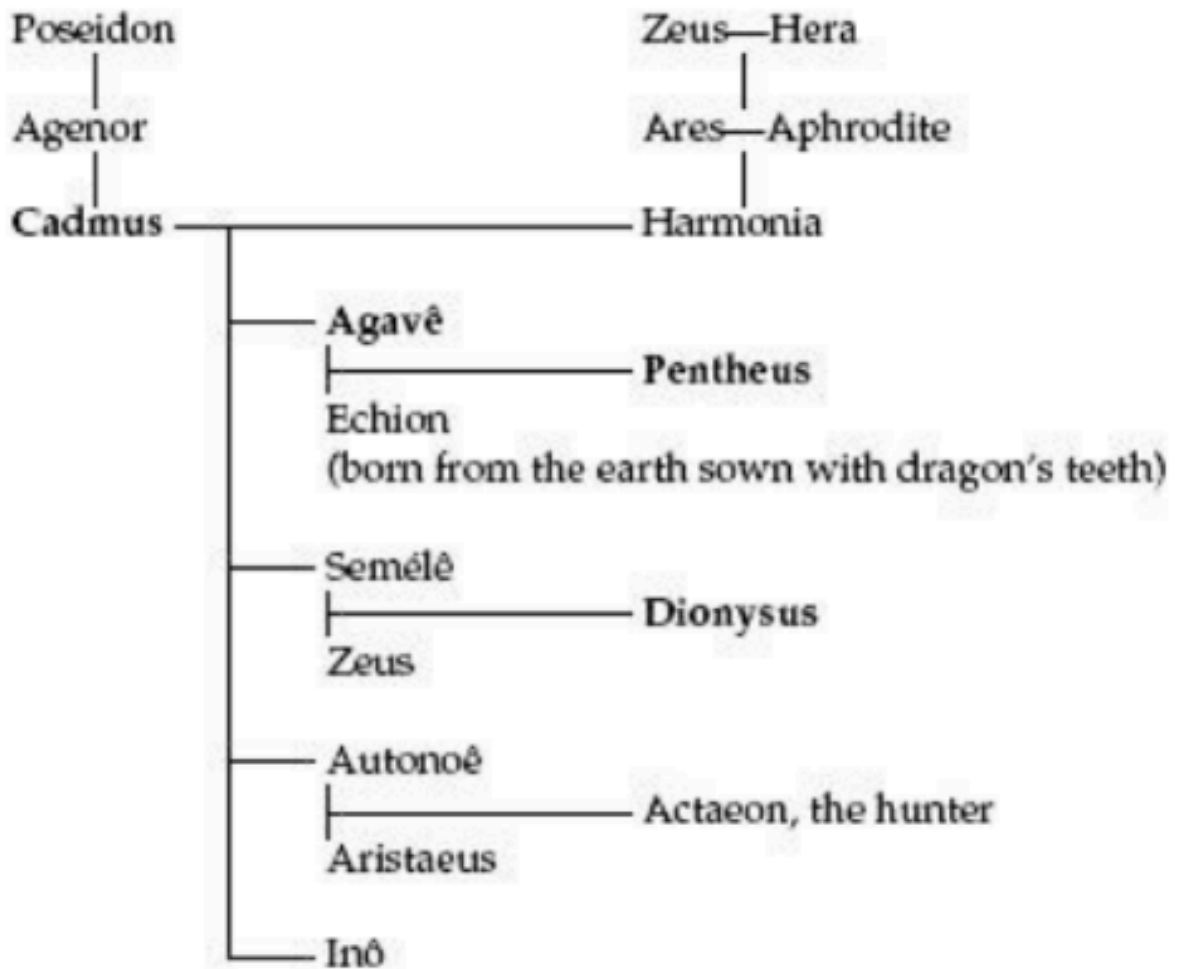 Poseidon Zeus—Hera
Agenor Ares—Aphrodite
Cadmus Harmonia
Agavê
Pentheus
Echion
(born from the earth sown with dragon's teeth)
Semélê
Dionysus
Zeus
Autonoê
Actaeon, the hunter
Aristaeus
Inô